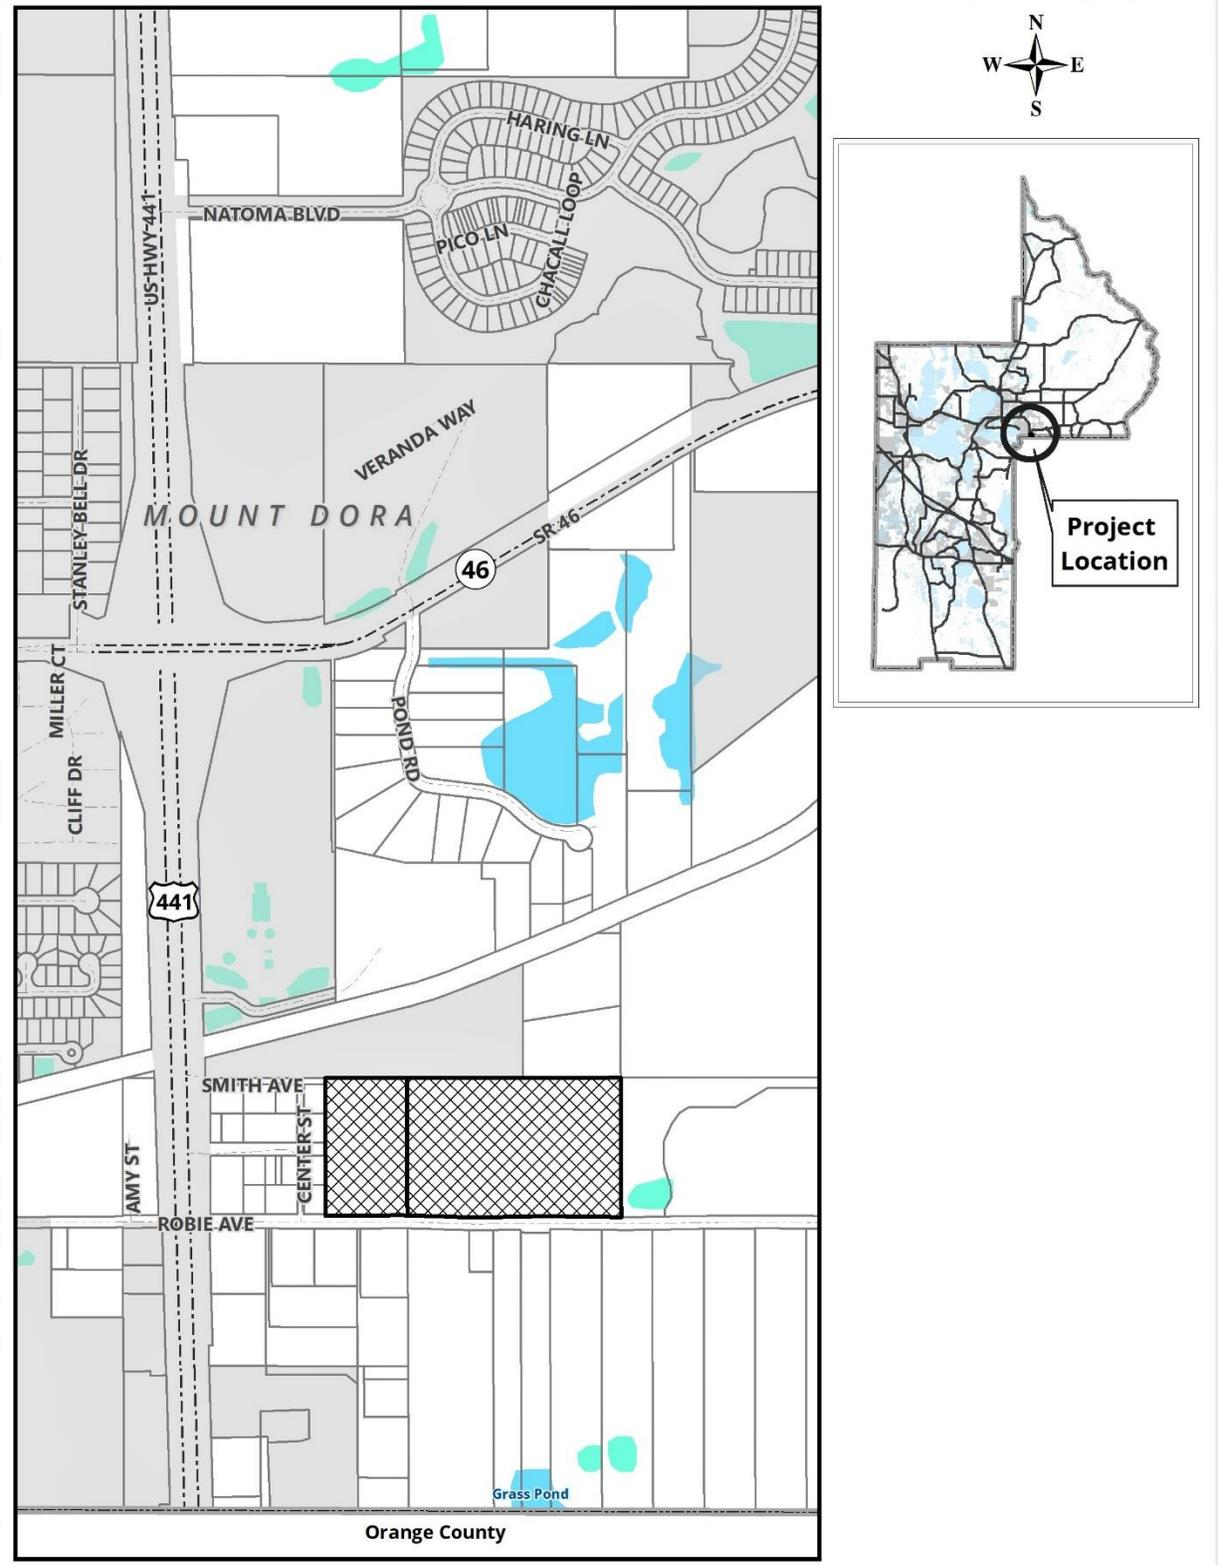 N
W E
S
HARING LN
NATOMA BLVD
PICO LN
CHACALL LOOP
US HWY 441
VERANDA WAY
MOUNT DORA
STANLEY BELL DR
SR 46
46
Project
Location
MILLER CT
POND RD
CLIFF DR
441
SMITH AVE
CENTER ST
AMY ST
ROBIE AVE
Grass Pond
Orange County